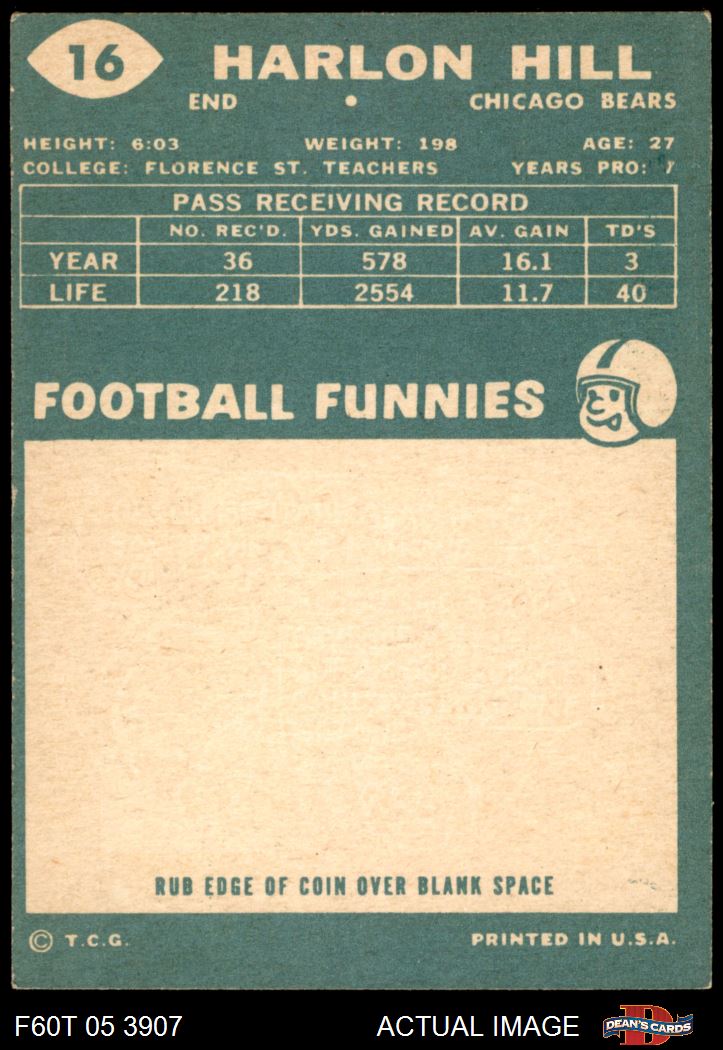 16 HARLON HILL
END • CHICAGO BEARS
HEIGHT: 6:03 WEIGHT: 198 AGE: 27
COLLEGE: FLORENCE ST. TEACHERS YEARS PRO:
PASS RECEIVING RECORD
NO. REC'D. YDS. GAINED AV. GAIN TD'S
YEAR 36 578 16.1 3
LIFE 218 2554 11.7 40
FOOTBALL FUNNIES
RUB EDGE OF COIN OVER BLANK SPACE
© T.C.G. PRINTED IN U.S.A.
F60T 05 3907 ACTUAL IMAGE D DEAN'S CARDS